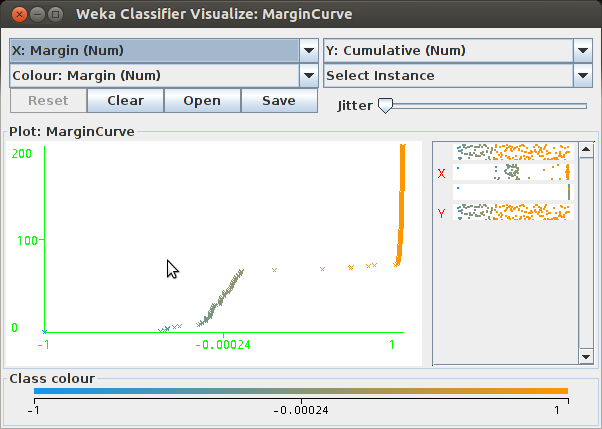 Weka Classifier Visualize: MarginCurve
X: Margin (Num)
Y: Cumulative (Num)
Colour: Margin (Num)
Select Instance
Reset
Clear
Open
Save
Jitter
Plot: MarginCurve
200
100
0
-1
-0.00024
1
X
Y
Class colour
-1
-0.00024
1